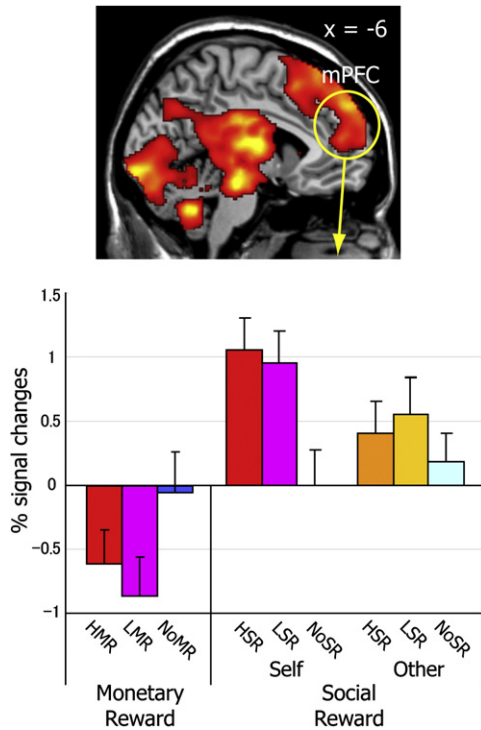 x = -6
mPFC
% signal changes
1.5
1
0.5
0
-0.5
-1
HMR
LMR
NoMR
HSR
LSR
NoSR
HSR
LSR
NoSR
Self
Other
Monetary
Reward
Social
Reward